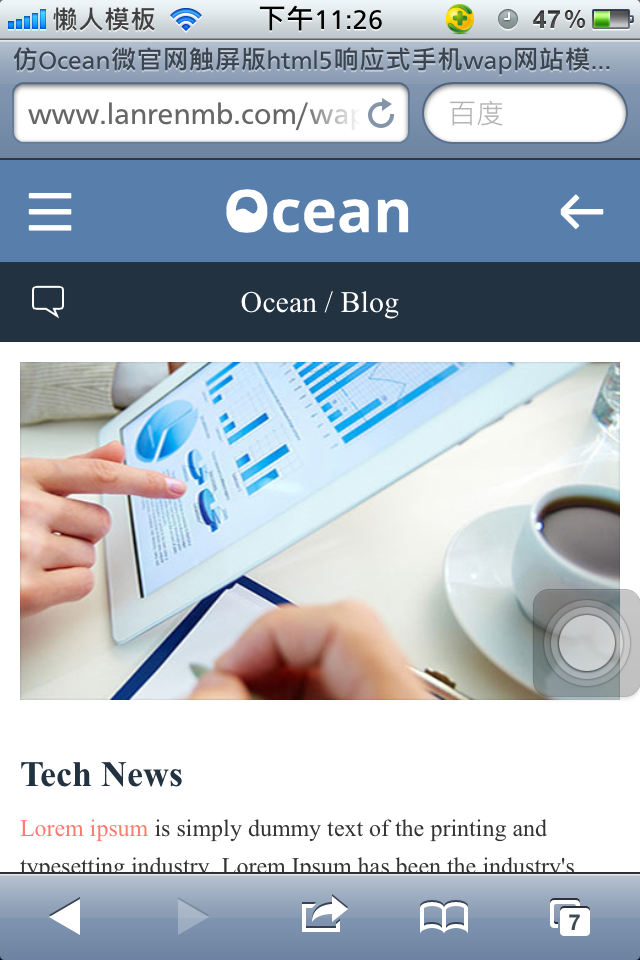 懒人模板 下午11:26 47%
仿Ocean微官网触屏版html5响应式手机wap网站模...
www.lanrenmb.com/wap 百度
Ocean
Ocean / Blog
Tech News
Lorem ipsum is simply dummy text of the printing and
typesetting industry. Lorem Ipsum has been the industry's
7